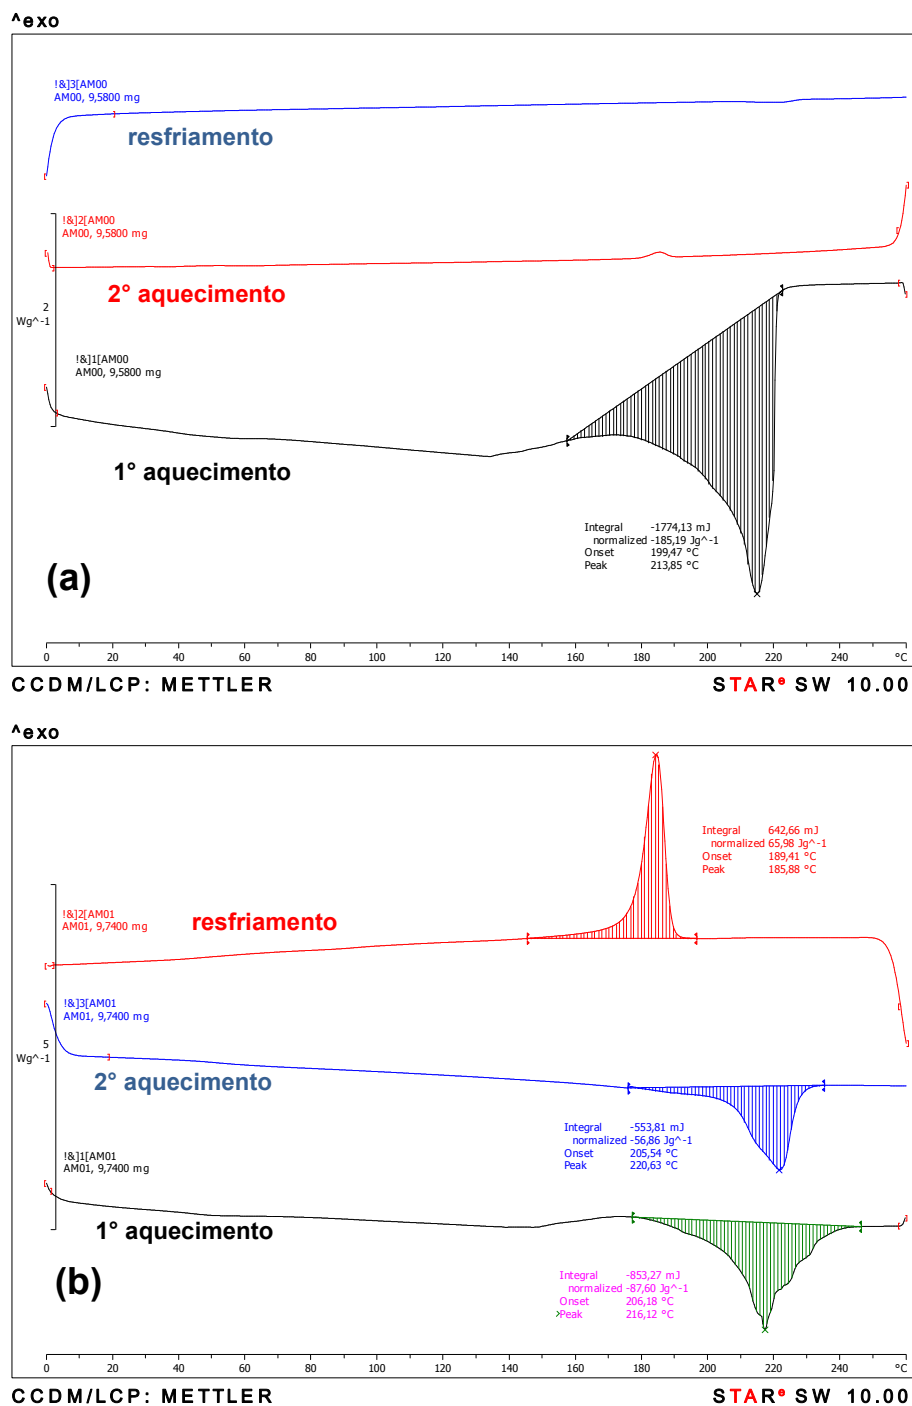 ^exo
!&]3[AM00
AM00, 9,5800 mg
resfriamento
!&]2[AM00
AM00, 9,5800 mg
2° aquecimento
2
Wg^-1
!&]1[AM00
AM00, 9,5800 mg
1° aquecimento
Integral -1774,13 mJ
normalized -185,19 Jg^-1
Onset 199,47 °C
Peak 213,85 °C
(a)
0 20 40 60 80 100 120 140 160 180 200 220 240 °C
CCDM/LCP: METTLER STARe SW 10.00
^exo
Integral 642,66 mJ
normalized 65,98 Jg^-1
Onset 189,41 °C
Peak 185,88 °C
!&]2[AM01
AM01, 9,7400 mg
resfriamento
!&]3[AM01
AM01, 9,7400 mg
5
Wg^-1
2° aquecimento
Integral -553,81 mJ
normalized -56,86 Jg^-1
Onset 205,54 °C
Peak 220,63 °C
!&]1[AM01
AM01, 9,7400 mg
1° aquecimento
(b)
Integral -853,27 mJ
normalized -87,60 Jg^-1
Onset 206,18 °C
Peak 216,12 °C
0 20 40 60 80 100 120 140 160 180 200 220 240 °C
CCDM/LCP: METTLER STARe SW 10.00